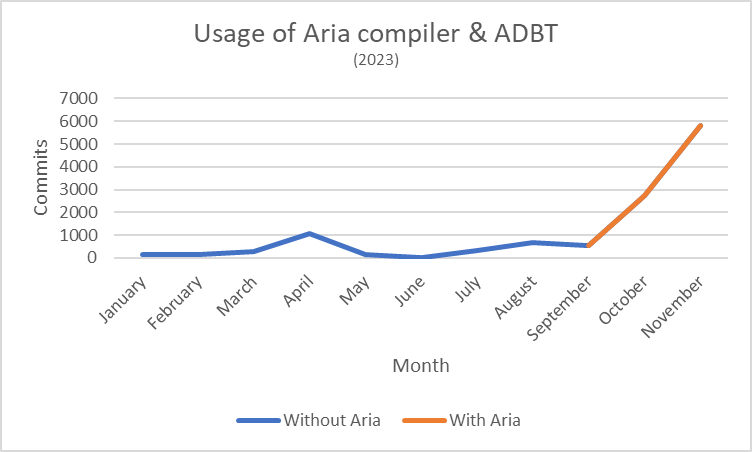 Usage of Aria compiler & ADBT
(2023)
7000
6000
5000
4000
3000
2000
1000
0
Commits
January
February
March
April
May
June
July
August
September
October
November
Month
Without Aria
With Aria